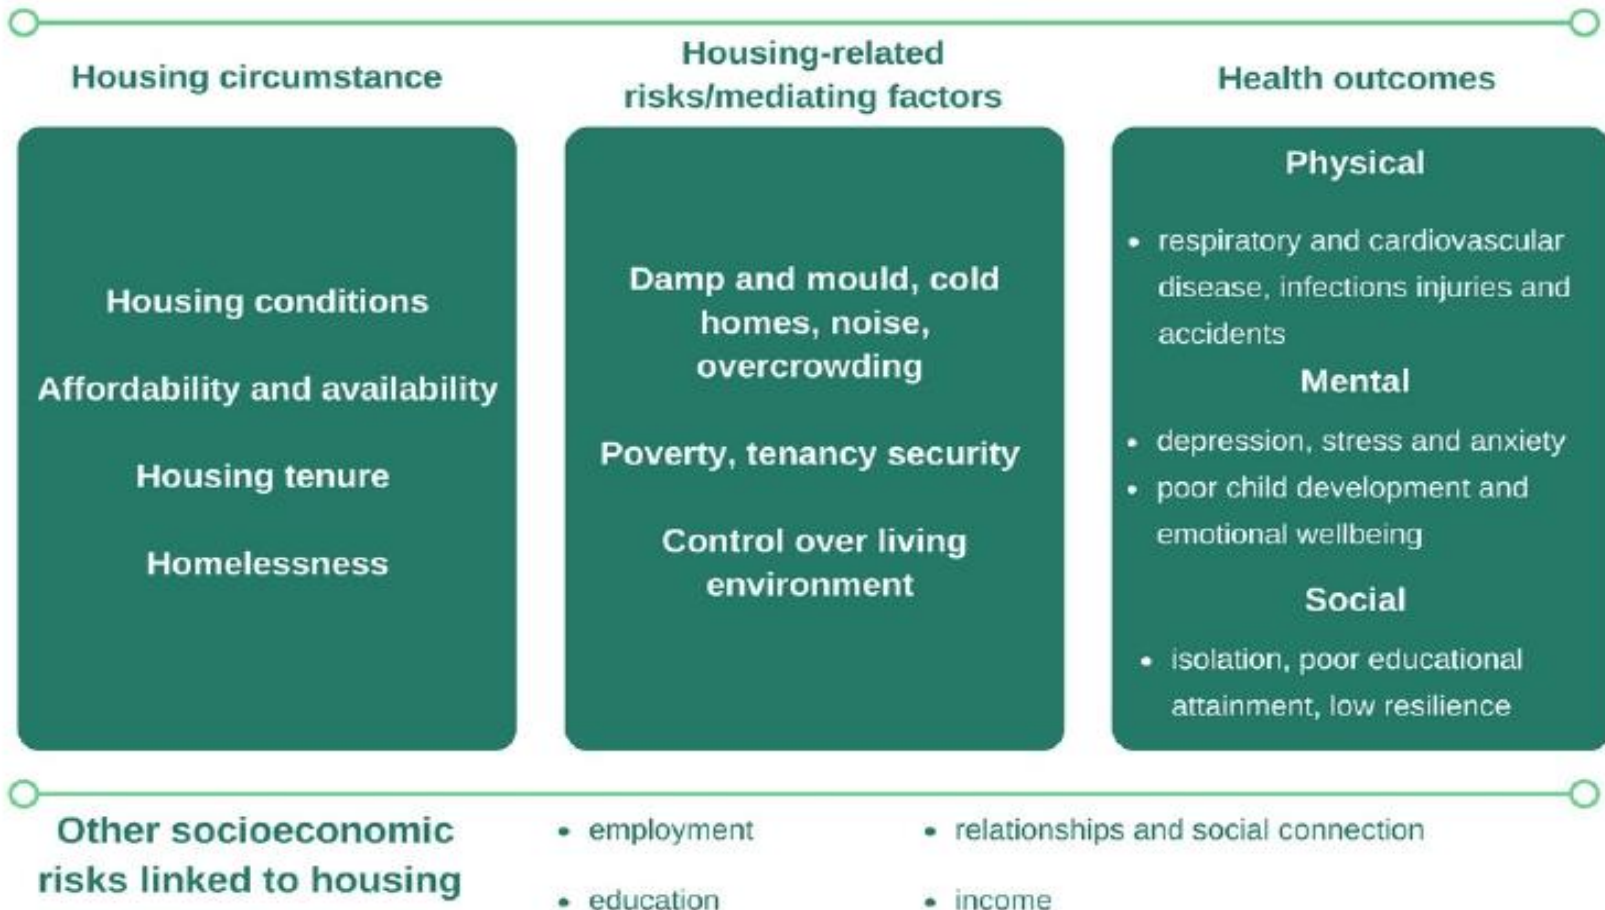 Housing circumstance
Housing-related
risks/mediating factors
Health outcomes
Housing conditions
Affordability and availability
Housing tenure
Homelessness
Damp and mould, cold
homes, noise,
overcrowding
Poverty, tenancy security
Control over living
environment
Physical
• respiratory and cardiovascular
disease, infections injuries and
accidents
Mental
• depression, stress and anxiety
• poor child development and
emotional wellbeing
Social
• isolation, poor educational
attainment, low resilience
Other socioeconomic
risks linked to housing
• employment
• education
• relationships and social connection
• income